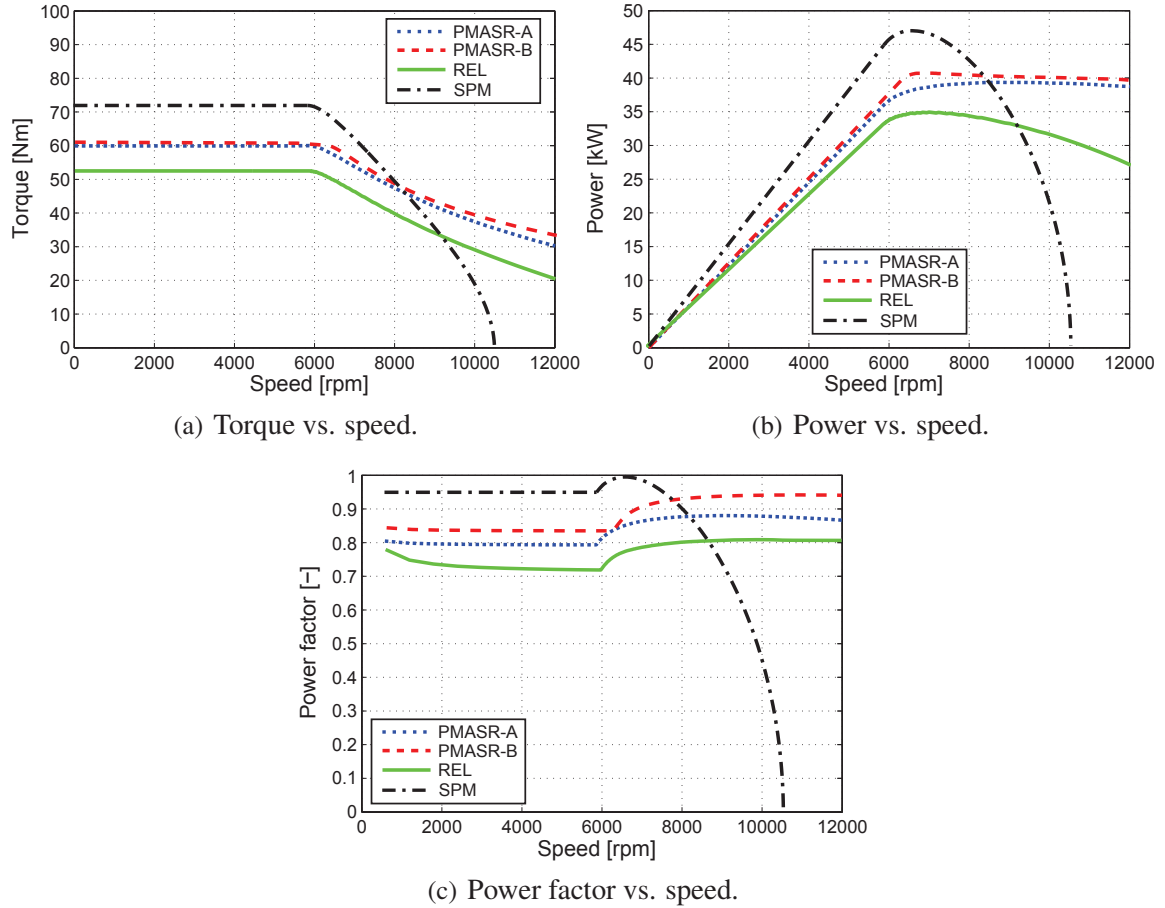 100
90
80
70
60
50
40
30
20
10
0
Torque [Nm]
0 2000 4000 6000 8000 10000 12000
Speed [rpm]
PMASR-A
PMASR-B
REL
SPM
(a) Torque vs. speed.
50
45
40
35
30
25
20
15
10
5
0
Power [kW]
0 2000 4000 6000 8000 10000 12000
Speed [rpm]
PMASR-A
PMASR-B
REL
SPM
(b) Power vs. speed.
1
0.9
0.8
0.7
0.6
0.5
0.4
0.3
0.2
0.1
0
Power factor [−]
0 2000 4000 6000 8000 10000 12000
Speed [rpm]
PMASR-A
PMASR-B
REL
SPM
(c) Power factor vs. speed.